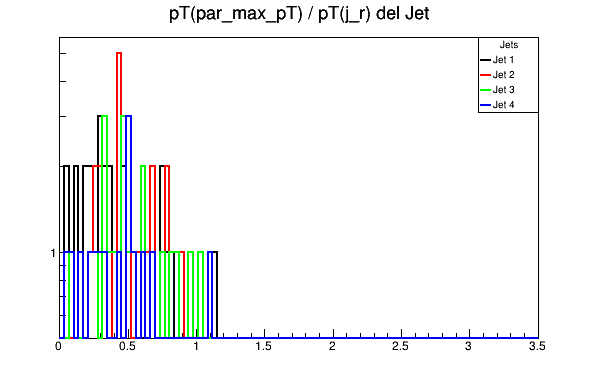 pT(par_max_pT) / pT(j_r) del Jet
Jets
Jet 1
Jet 2
Jet 3
Jet 4
1
0 0.5 1 1.5 2 2.5 3 3.5